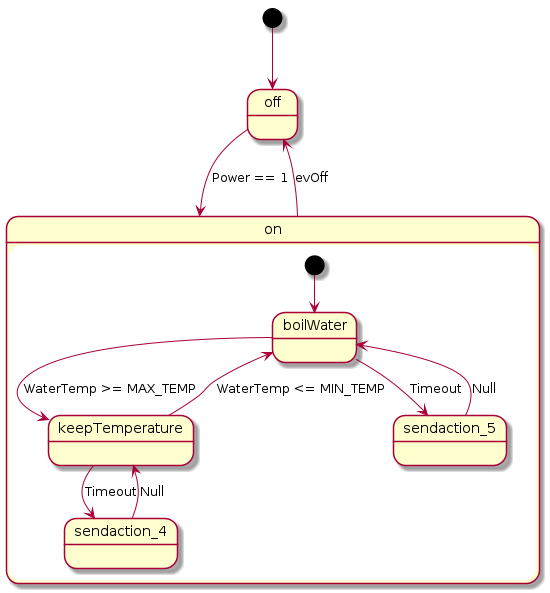 off
Power == 1
evOff
on
boilWater
WaterTemp >= MAX_TEMP
WaterTemp <= MIN_TEMP
Timeout
Null
keepTemperature
sendaction_5
Timeout
Null
sendaction_4